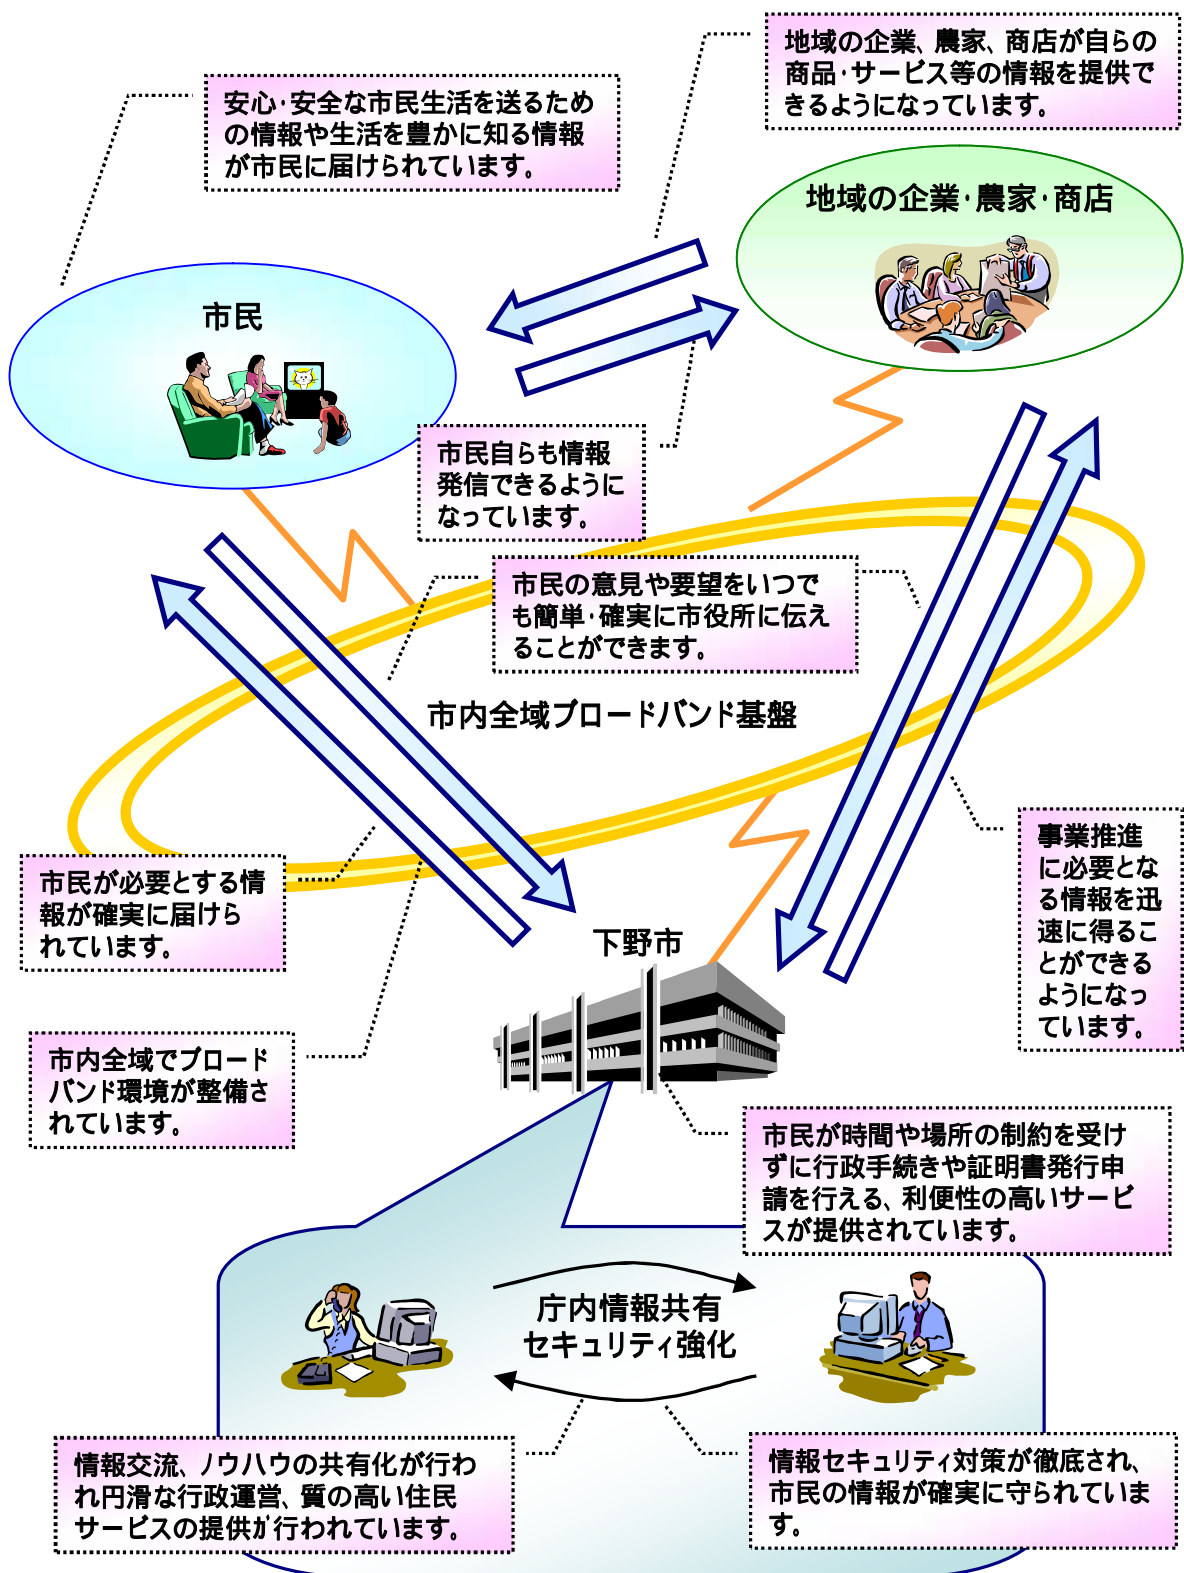 地域の企業、農家、商店が自らの
商品・サービス等の情報を提供で
きるようになっています。
安心・安全な市民生活を送るため
の情報や生活を豊かに知る情報
が市民に届けられています。
地域の企業・農家・商店
市民
市民自らも情報
発信できるように
なっています。
市民の意見や要望をいつで
も簡単・確実に市役所に伝え
ることができます。
市内全域ブロードバンド基盤
事業推進
に必要とな
る情報を迅
速に得るこ
とができる
ようになっ
ています。
市民が必要とする情
報が確実に届けら
れています。
下野市
市内全域でブロード
バンド環境が整備さ
れています。
市民が時間や場所の制約を受け
ずに行政手続きや証明書発行申
請を行える、利便性の高いサービ
スが提供されています。
庁内情報共有
セキュリティ強化
情報交流、ノウハウの共有化が行わ
れ円滑な行政運営、質の高い住民
サービスの提供が行われています。
情報セキュリティ対策が徹底され、
市民の情報が確実に守られていま
す。